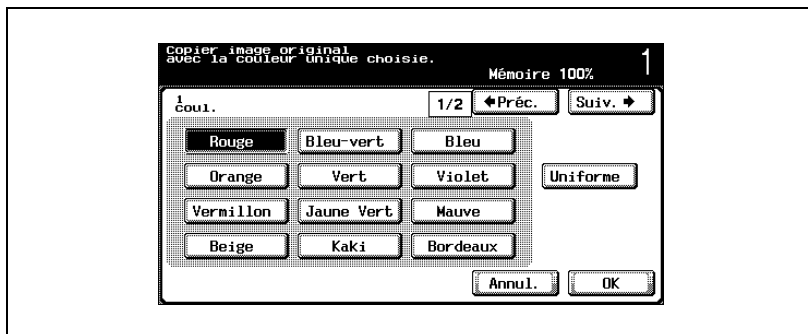 Copier image original
avec la couleur unique choisie.
Mémoire 100% 1
1 coul. 1/2 Préc. Suiv.
Rouge Bleu-vert Bleu
Orange Vert Violet Uniforme
Vermillon Jaune Vert Mauve
Beige Kaki Bordeaux
Annul. OK